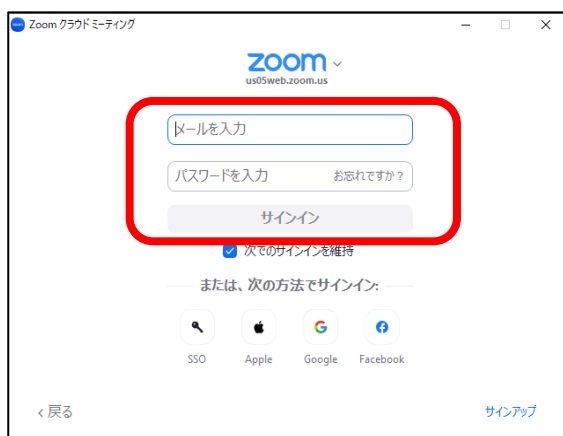 Zoom クラウド ミーティング
zoom
us05web.zoom.us
メールを入力
パスワードを入力 お忘れですか?
サインイン
次でのサインインを維持
または、次の方法でサインイン:
SSO Apple Google Facebook
戻る サインアップ